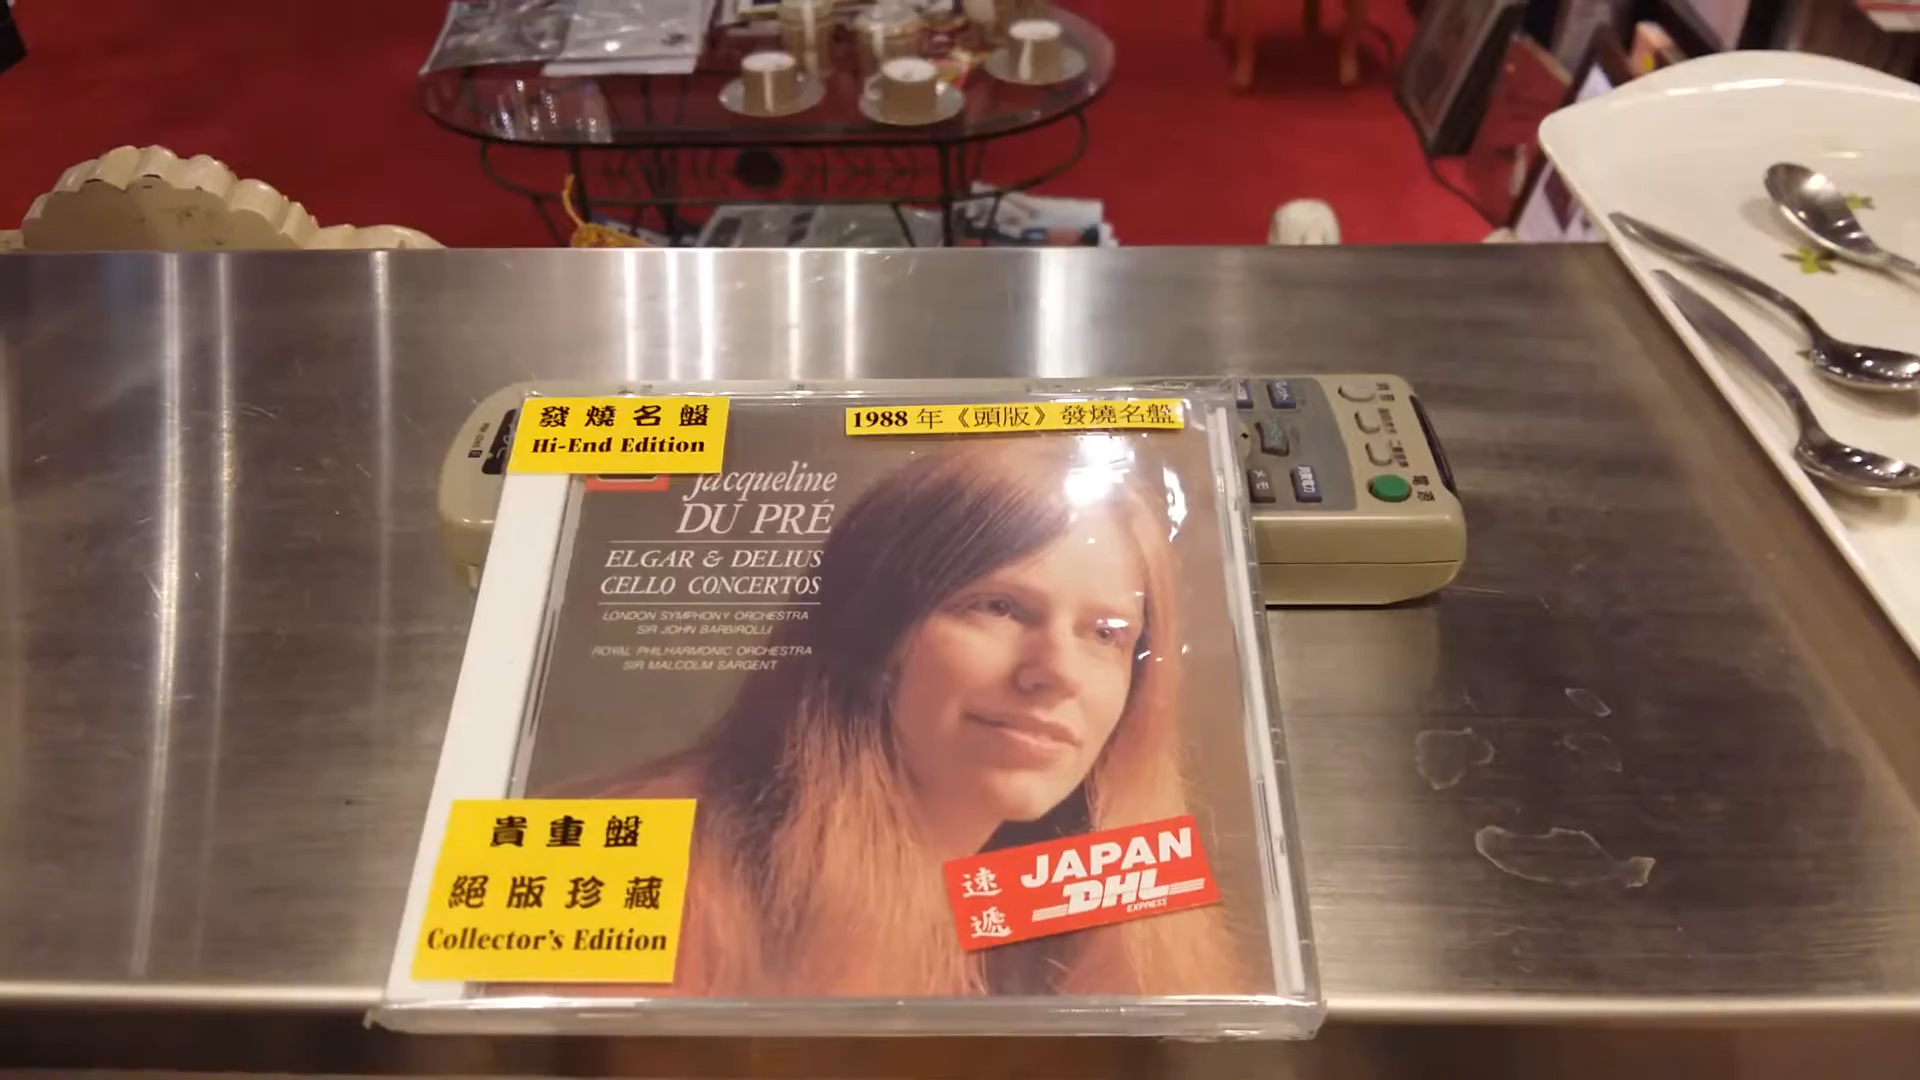 發燒名盤
Hi-End Edition
1988 年《頭版》發燒名盤
Jacqueline
DU PRÉ
ELGAR & DELIUS
CELLO CONCERTOS
LONDON SYMPHONY ORCHESTRA
SIR JOHN BARBIROLLI
ROYAL PHILHARMONIC ORCHESTRA
SIR MALCOLM SARGENT
貴重盤
絕版珍藏
Collector's Edition
速遞
JAPAN
DHL
EXPRESS